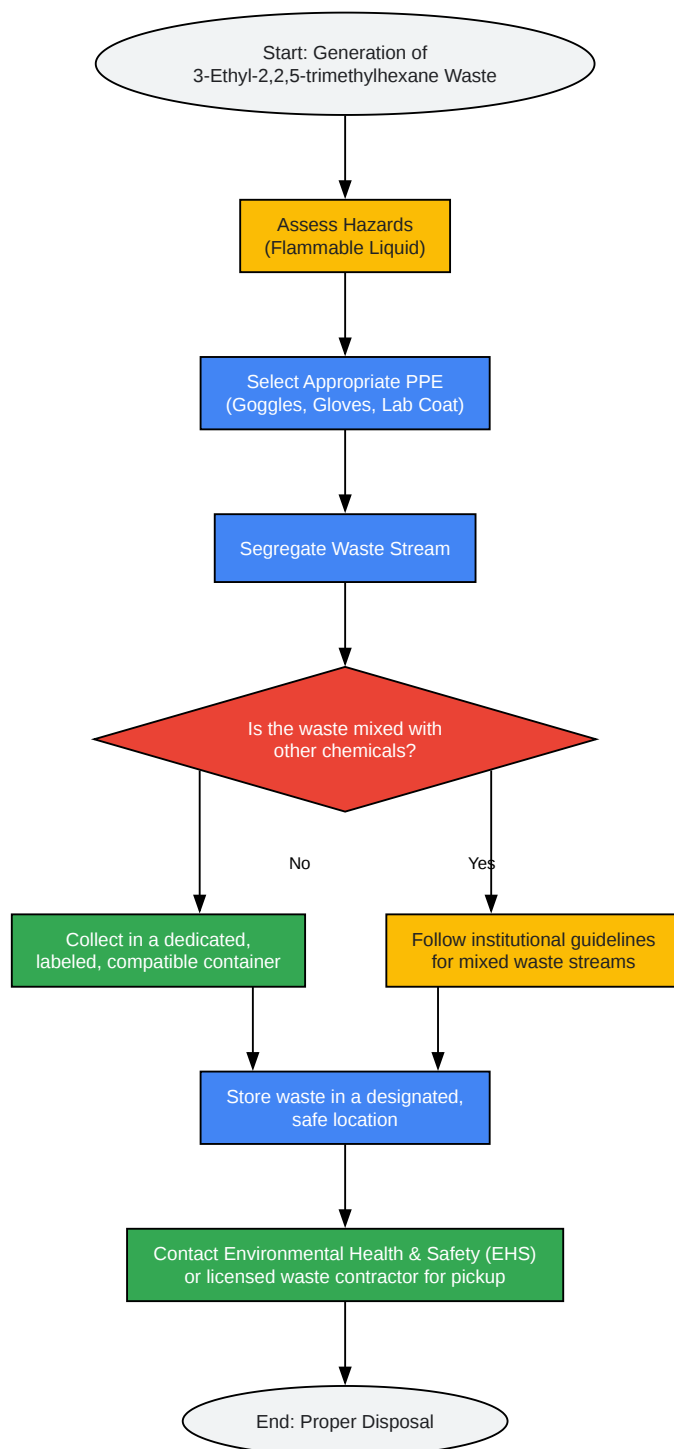 Start: Generation of
3-Ethyl-2,2,5-trimethylhexane Waste
Assess Hazards
(Flammable Liquid)
Select Appropriate PPE
(Goggles, Gloves, Lab Coat)
Segregate Waste Stream
Is the waste mixed with
other chemicals?
No
Yes
Collect in a dedicated,
labeled, compatible container
Follow institutional guidelines
for mixed waste streams
Store waste in a designated,
safe location
Contact Environmental Health & Safety (EHS)
or licensed waste contractor for pickup
End: Proper Disposal